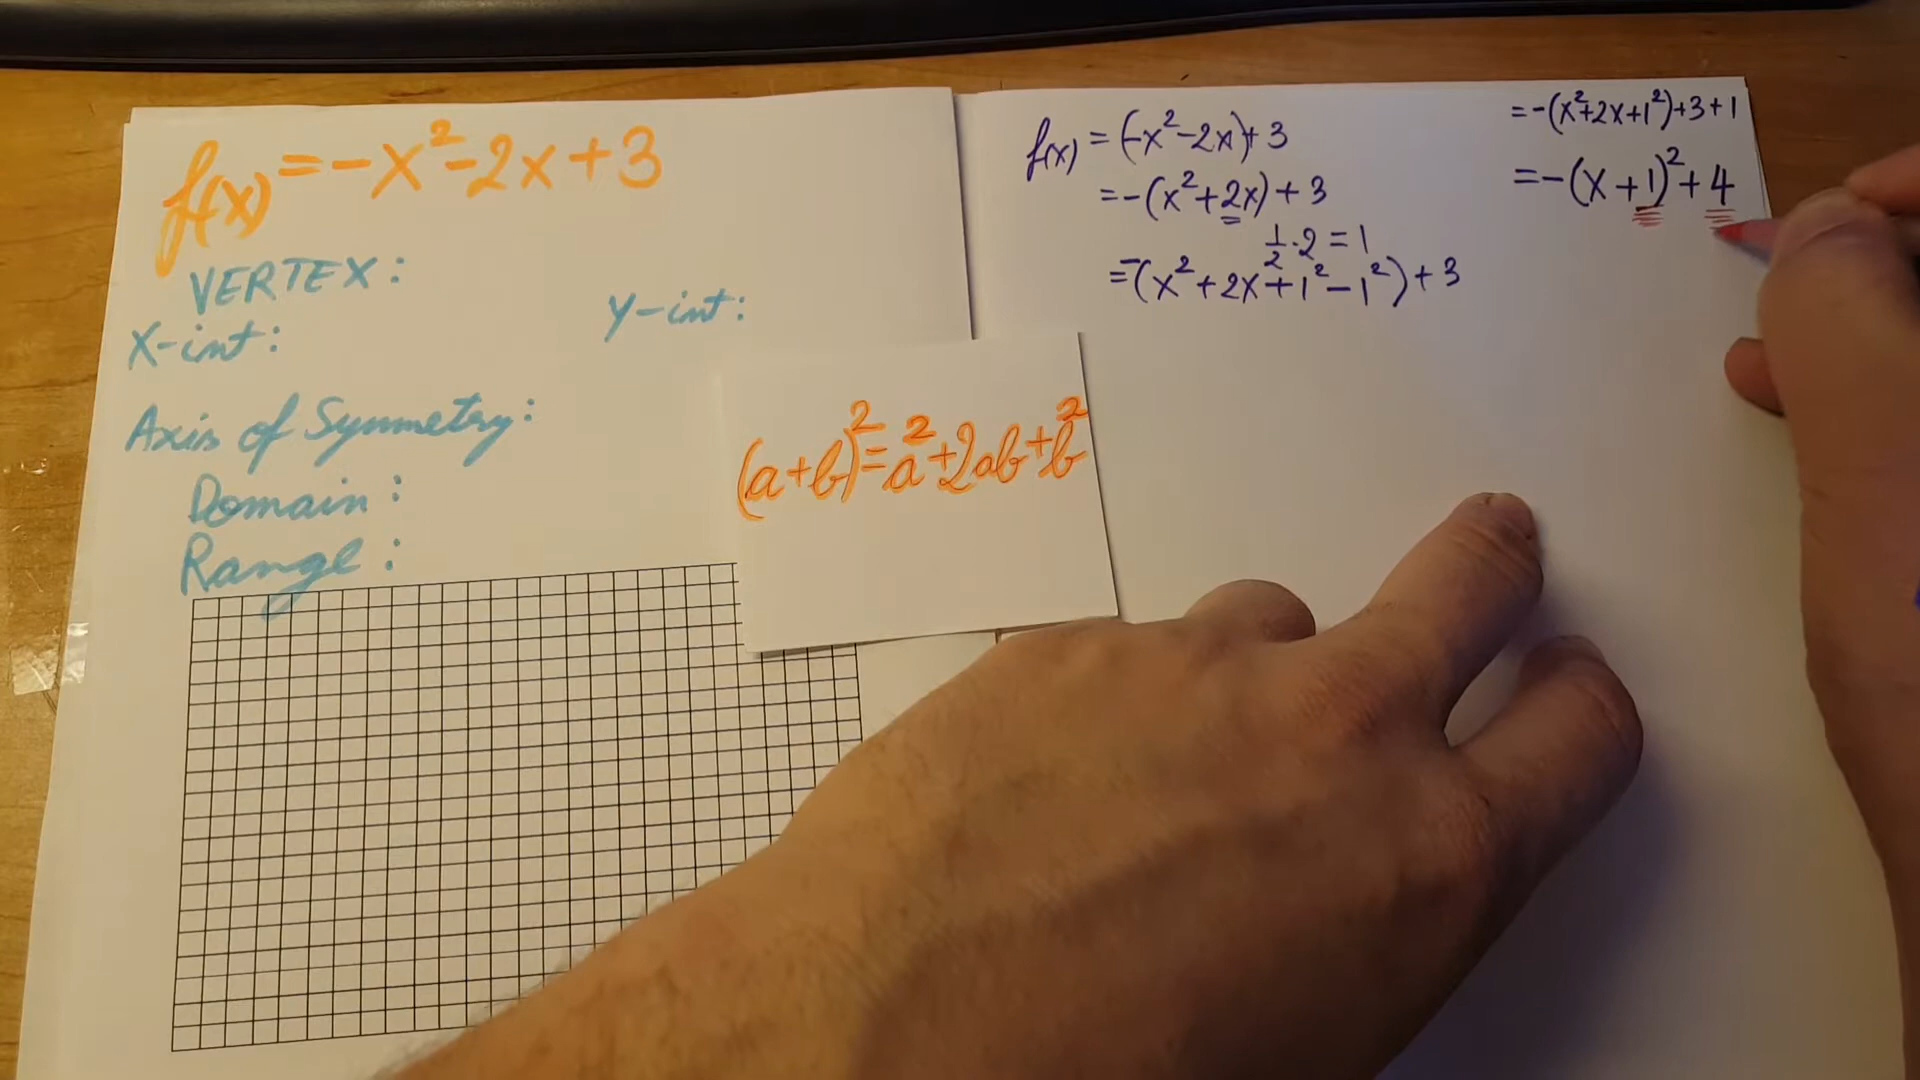 f(x) = -x² - 2x + 3
VERTEX:
X-int:
Y-int:
Axis of Symmetry:
Domain:
Range:
(a+b)² = a² + 2ab + b²
f(x) = (-x² - 2x) + 3
= -(x² + 2x) + 3
1/2 · 2 = 1
= -(x² + 2x + 1² - 1²) + 3
= -(x² + 2x + 1²) + 3 + 1
= -(x + 1)² + 4